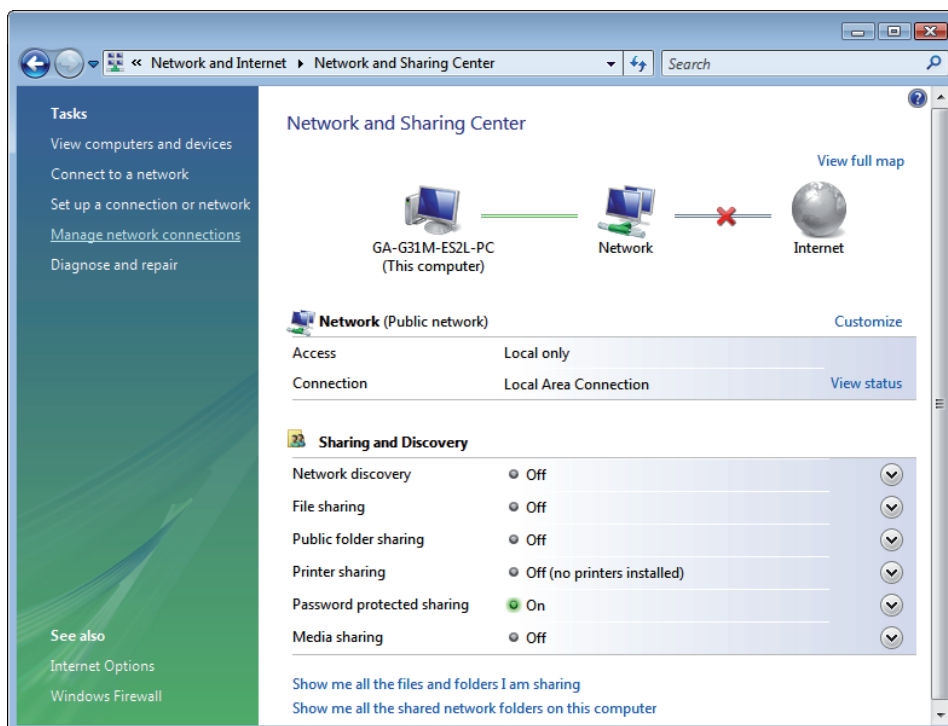 « Network and Internet ▸ Network and Sharing Center
Search
Tasks
View computers and devices
Connect to a network
Set up a connection or network
Manage network connections
Diagnose and repair
See also
Internet Options
Windows Firewall
Network and Sharing Center
View full map
GA-G31M-ES2L-PC
(This computer)
Network
Internet
Network (Public network)
Customize
Access Local only
Connection Local Area Connection View status
Sharing and Discovery
Network discovery Off
File sharing Off
Public folder sharing Off
Printer sharing Off (no printers installed)
Password protected sharing On
Media sharing Off
Show me all the files and folders I am sharing
Show me all the shared network folders on this computer